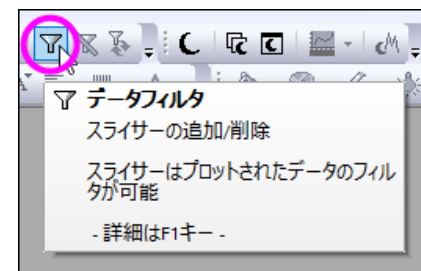 データフィルタ
スライサーの追加/削除
スライサーはプロットされたデータのフィル
タが可能
- 詳細はF1キー -